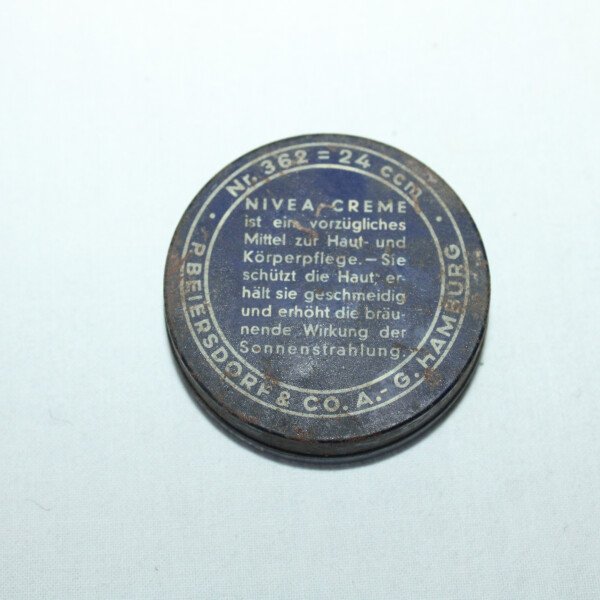 Nr. 362 = 24 ccm
NIVEA-CREME
ist ein vorzügliches
Mittel zur Haut- und
Körperpflege. — Sie
schützt die Haut, er-
hält sie geschmeidig
und erhöht die bräu-
nende Wirkung der
Sonnenstrahlung.
P. BEIERSDORF & CO. A.-G. HAMBURG